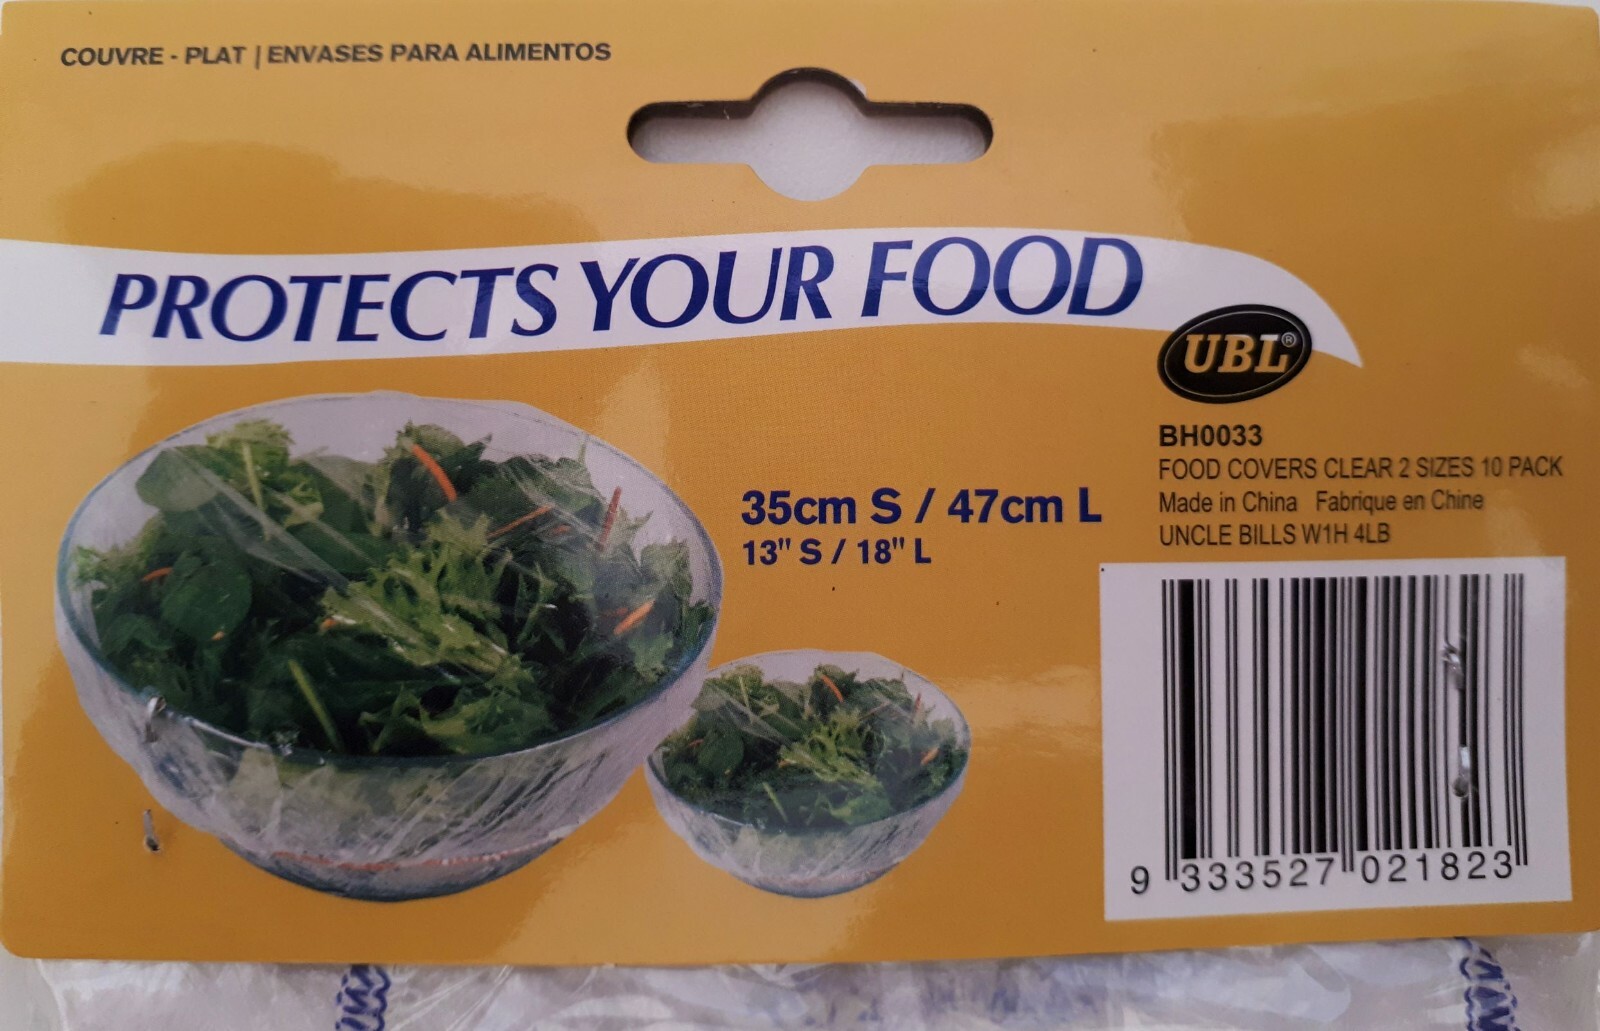 COUVRE - PLAT | ENVASES PARA ALIMENTOS
PROTECTS YOUR FOOD
UBL®
BH0033
FOOD COVERS CLEAR 2 SIZES 10 PACK
Made in China Fabrique en Chine
UNCLE BILLS W1H 4LB
35cm S / 47cm L
13" S / 18" L
9 333527 021823